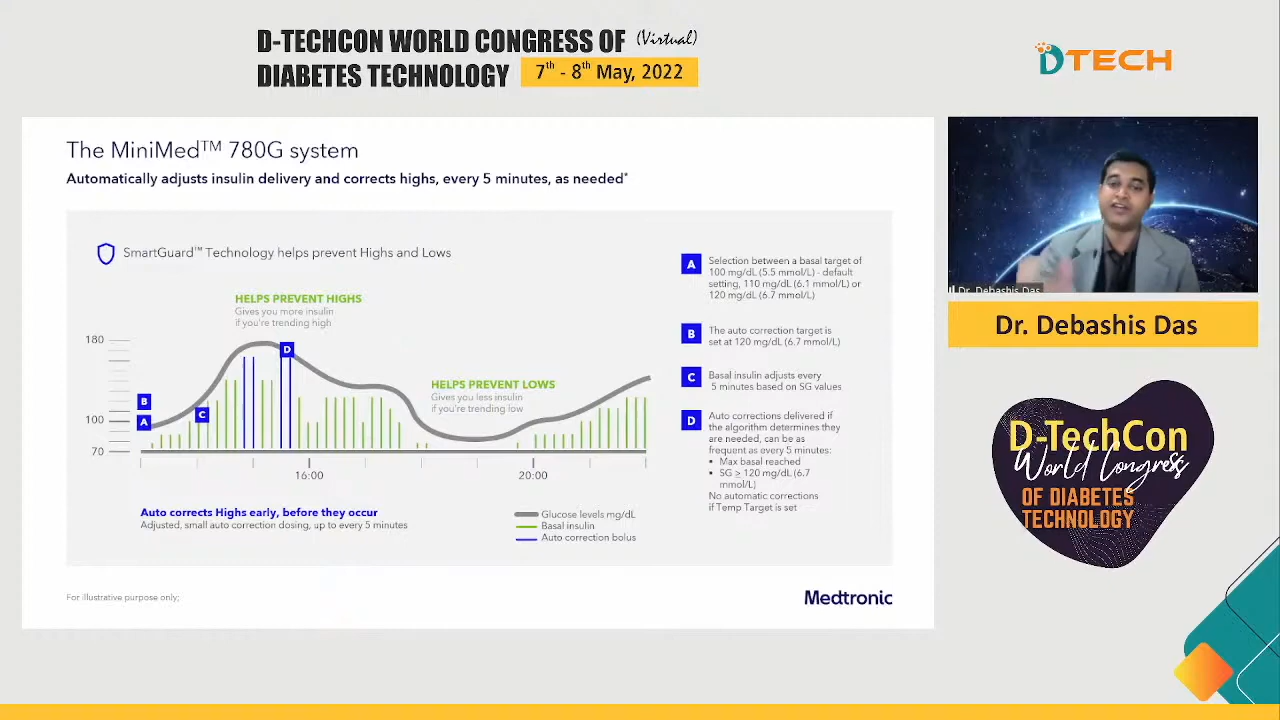 D-TECHCON WORLD CONGRESS OF (Virtual)
DIABETES TECHNOLOGY 7th - 8th May, 2022
DTECH
The MiniMed™ 780G system
Automatically adjusts insulin delivery and corrects highs, every 5 minutes, as needed*
SmartGuard™ Technology helps prevent Highs and Lows
HELPS PREVENT HIGHS
Gives you more insulin
if you're trending high
180
100
70
B
A
C
D
HELPS PREVENT LOWS
Gives you less insulin
if you're trending low
16:00
20:00
Auto corrects Highs early, before they occur
Adjusted, small auto correction dosing, up to every 5 minutes
Glucose levels mg/dL
Basal insulin
Auto correction bolus
A Selection between a basal target of
100 mg/dL (5.5 mmol/L) - default
setting, 110 mg/dL (6.1 mmol/L) or
120 mg/dL (6.7 mmol/L)
B The auto correction target is
set at 120 mg/dL (6.7 mmol/L)
C Basal insulin adjusts every
5 minutes based on SG values
D Auto corrections delivered if
the algorithm determines they
are needed, can be as
frequent as every 5 minutes:
• Max basal reached
• SG ≥ 120 mg/dL (6.7
mmol/L)
No automatic corrections
if Temp Target is set
For illustrative purpose only;
Medtronic
Dr. Debashis Das
Dr. Debashis Das
D-TechCon
World Congress
OF DIABETES
TECHNOLOGY